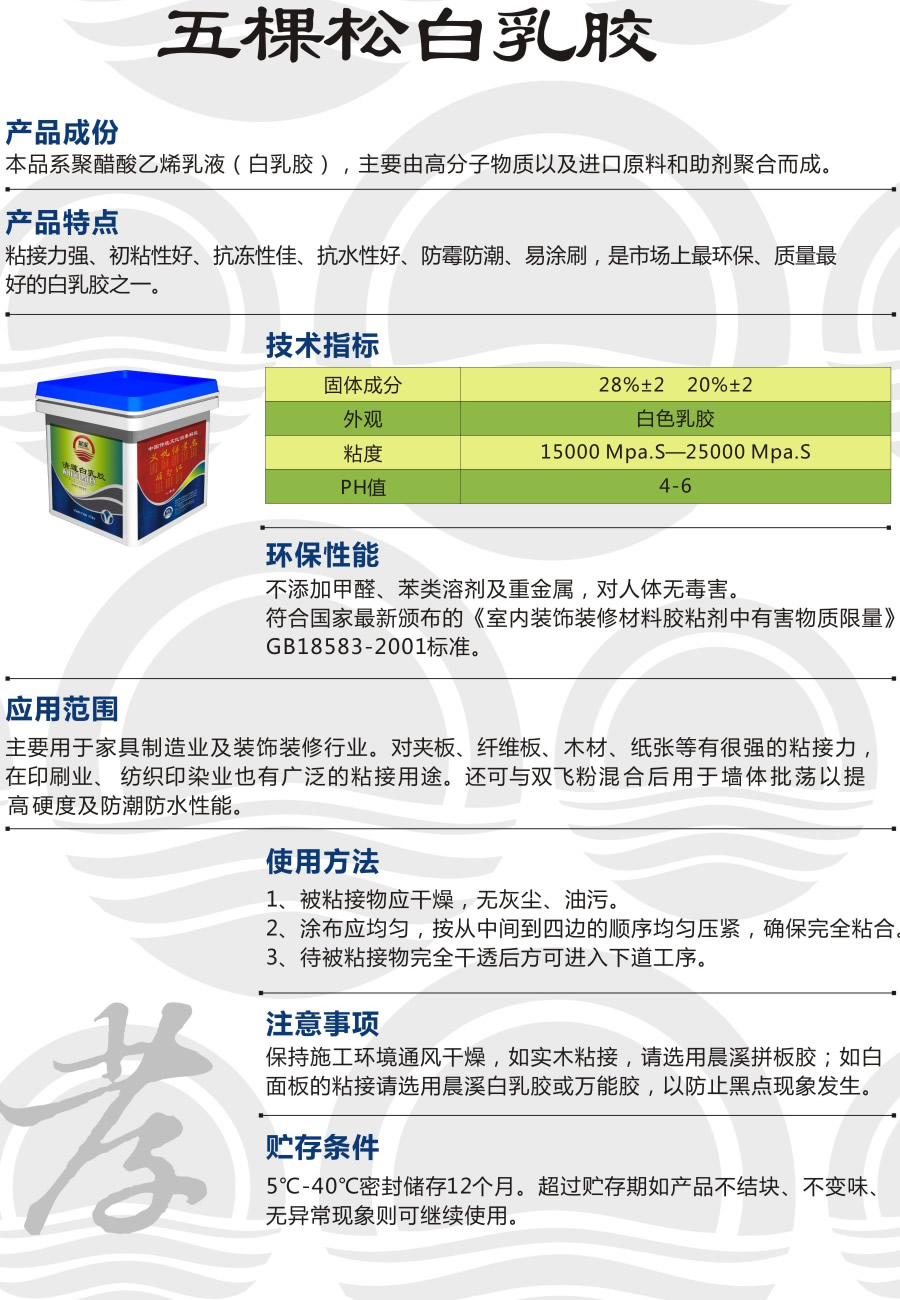 五棵松白乳胶
产品成份
本品系聚醋酸乙烯乳液（白乳胶），主要由高分子物质以及进口原料和助剂聚合而成。
产品特点
粘接力强、初粘性好、抗冻性佳、抗水性好、防霉防潮、易涂刷，是市场上最环保、质量最
好的白乳胶之一。
技术指标
固体成分 28%±2 20%±2
外观 白色乳胶
粘度 15000 Mpa.S—25000 Mpa.S
PH值 4-6
环保性能
不添加甲醛、苯类溶剂及重金属，对人体无毒害。
符合国家最新颁布的《室内装饰装修材料胶粘剂中有害物质限量》
GB18583-2001标准。
应用范围
主要用于家具制造业及装饰装修行业。对夹板、纤维板、木材、纸张等有很强的粘接力，
在印刷业、纺织印染业也有广泛的粘接用途。还可与双飞粉混合后用于墙体批荡以提
高硬度及防潮防水性能。
使用方法
1、被粘接物应干燥，无灰尘、油污。
2、涂布应均匀，按从中间到四边的顺序均匀压紧，确保完全粘合。
3、待被粘接物完全干透后方可进入下道工序。
注意事项
保持施工环境通风干燥，如实木粘接，请选用晨溪拼板胶；如白
面板的粘接请选用晨溪白乳胶或万能胶，以防止黑点现象发生。
孝
贮存条件
5℃-40℃密封储存12个月。超过贮存期如产品不结块、不变味、
无异常现象则可继续使用。